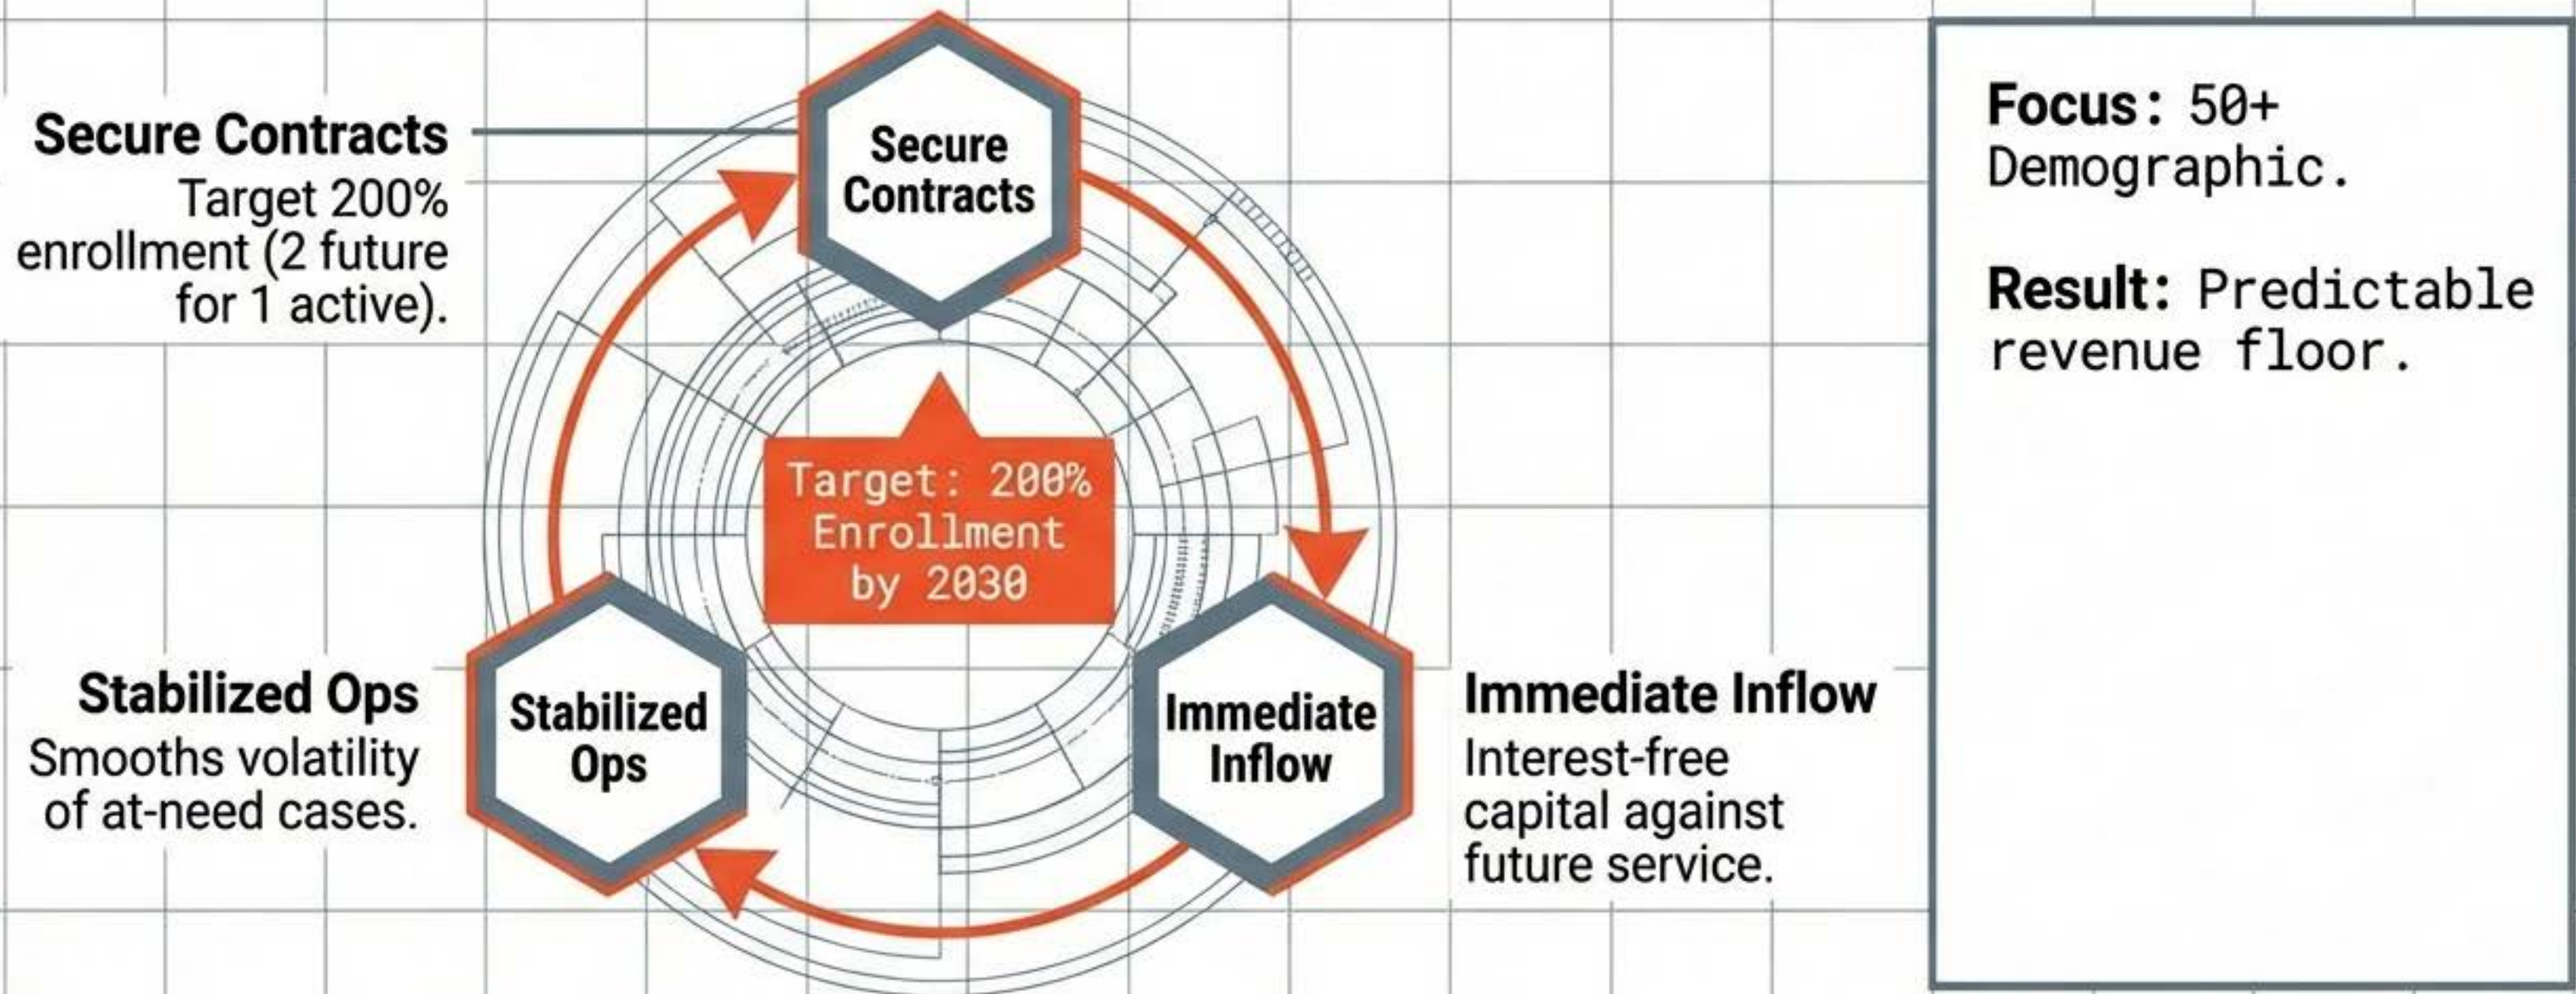 Secure Contracts
Target 200%
enrollment (2 future
for 1 active).
Secure
Contracts
Target: 200%
Enrollment
by 2030
Stabilized Ops
Smooths volatility
of at-need cases.
Stabilized
Ops
Immediate
Inflow
Immediate Inflow
Interest-free
capital against
future service.
Focus: 50+
Demographic.
Result: Predictable
revenue floor.